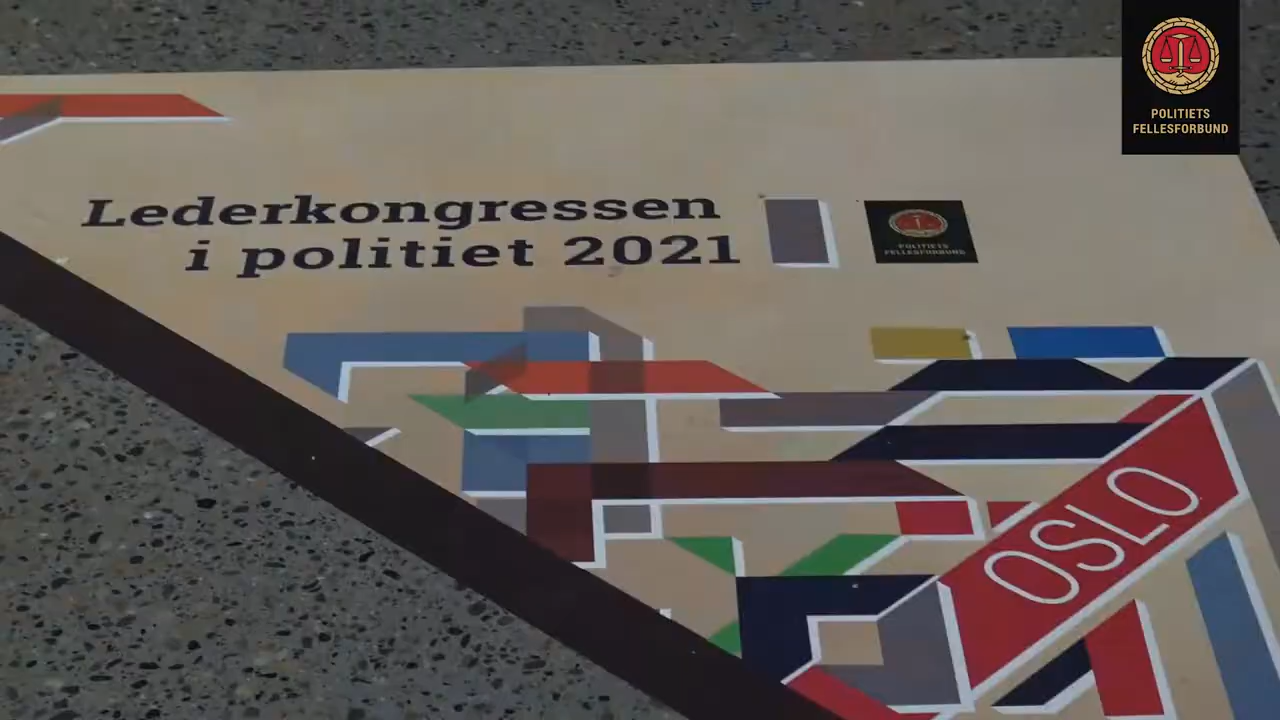 POLITIETS
FELLESFORBUND
Lederkongressen
i politiet 2021
POLITIETS
FELLESFORBUND
OSLO